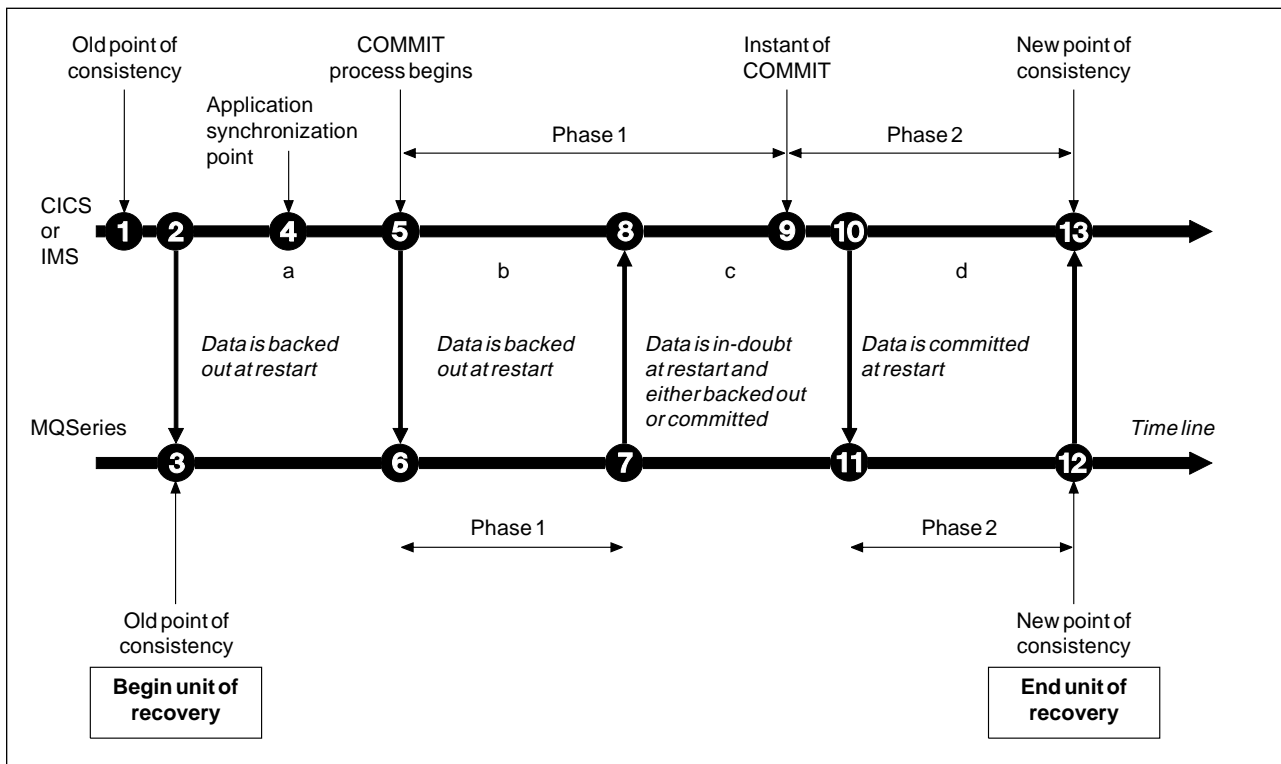 Old point of
consistency
COMMIT
process begins
Instant of
COMMIT
New point of
consistency
Application
synchronization
point
Phase 1
Phase 2
CICS
or
IMS
1
2
4
5
8
9
10
13
a
b
c
d
Data is backed
out at restart
Data is backed
out at restart
Data is in-doubt
at restart and
either backed out
or committed
Data is committed
at restart
MQSeries
Time line
3
6
7
11
12
Phase 1
Phase 2
Old point of
consistency
New point of
consistency
Begin unit of
recovery
End unit of
recovery